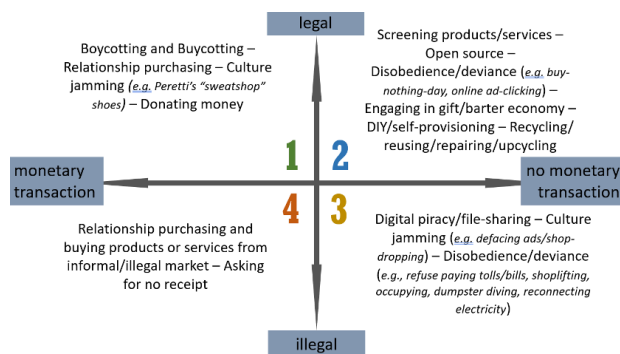 legal
Boycotting and Buycotting –
Relationship purchasing – Culture
jamming (e.g. Peretti's “sweatshop”
shoes) – Donating money
Screening products/services –
Open source –
Disobedience/deviance (e.g. buy-
nothing-day, online ad-clicking) –
Engaging in gift/barter economy –
DIY/self-provisioning – Recycling/
reusing/repairing/upcycling
1 2
monetary
transaction
no monetary
transaction
4 3
Relationship purchasing and
buying products or services from
informal/illegal market – Asking
for no receipt
Digital piracy/file-sharing – Culture
jamming (e.g. defacing ads/shop-
dropping) – Disobedience/deviance
(e.g., refuse paying tolls/bills, shoplifting,
occupying, dumpster diving, reconnecting
electricity)
illegal